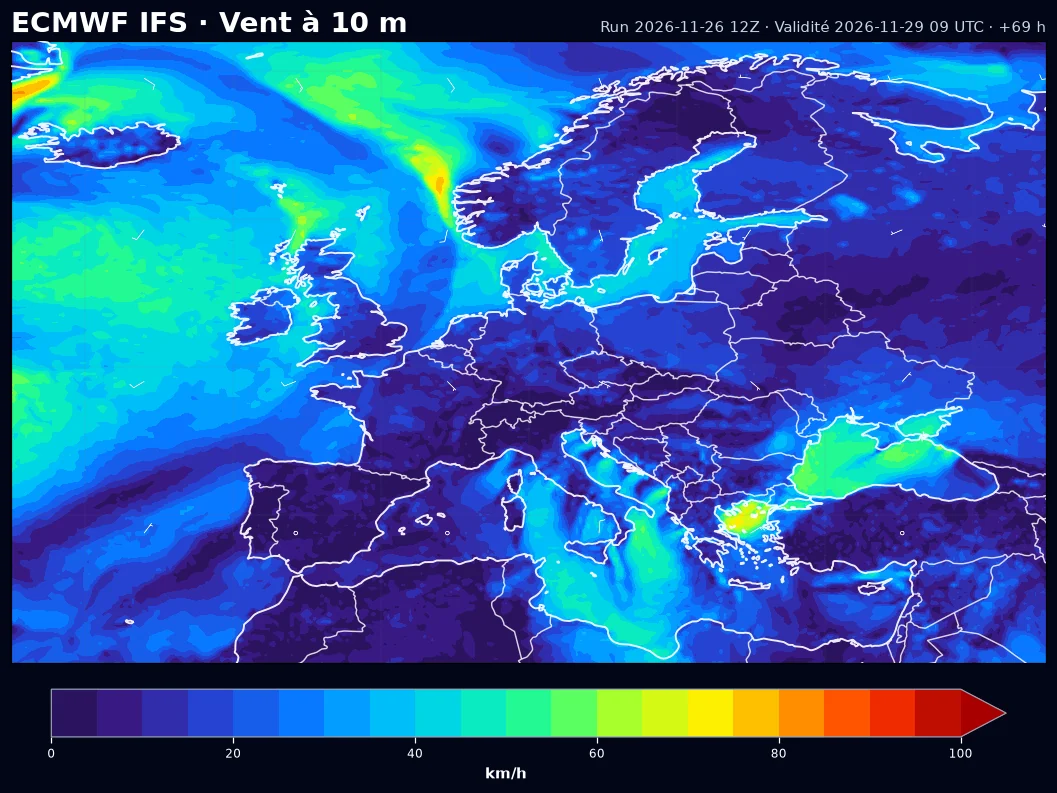 ECMWF IFS · Vent à 10 m
Run 2026-11-26 12Z · Validité 2026-11-29 09 UTC · +69 h
0 20 40 60 80 100
km/h